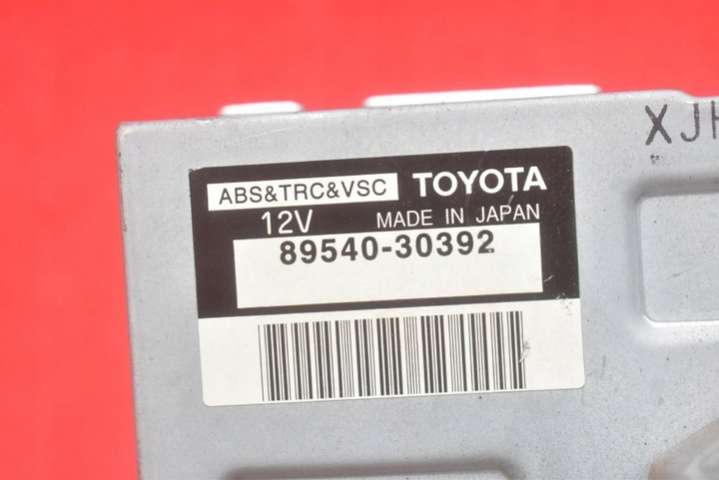 ABS&TRC&VSC TOYOTA
12V MADE IN JAPAN
89540-30392